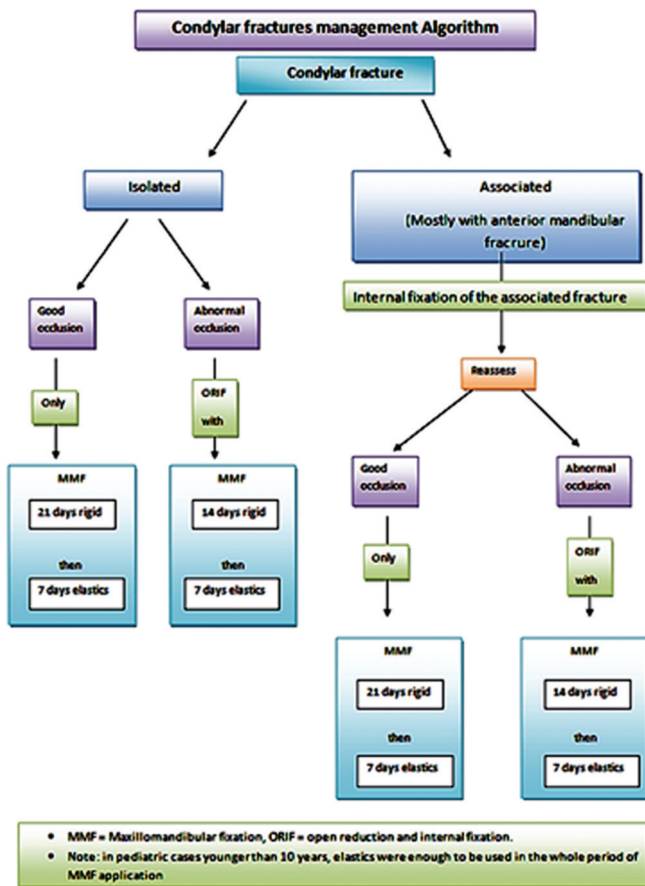 Condylar fractures management Algorithm
Condylar fracture
Isolated
Associated
(Mostly with anterior mandibular
fracrure)
Internal fixation of the associated fracture
Good
occlusion
Abnormal
occlusion
Reassess
Only
ORIF
with
MMF
21 days rigid
then
7 days elastics
MMF
14 days rigid
then
7 days elastics
Good
occlusion
Abnormal
occlusion
Only
ORIF
with
MMF
21 days rigid
then
7 days elastics
MMF
14 days rigid
then
7 days elastics
• MMF = Maxillomandibular fixation, ORIF = open reduction and internal fixation.
• Note: in pediatric cases younger than 10 years, elastics were enough to be used in the whole period of
MMF application